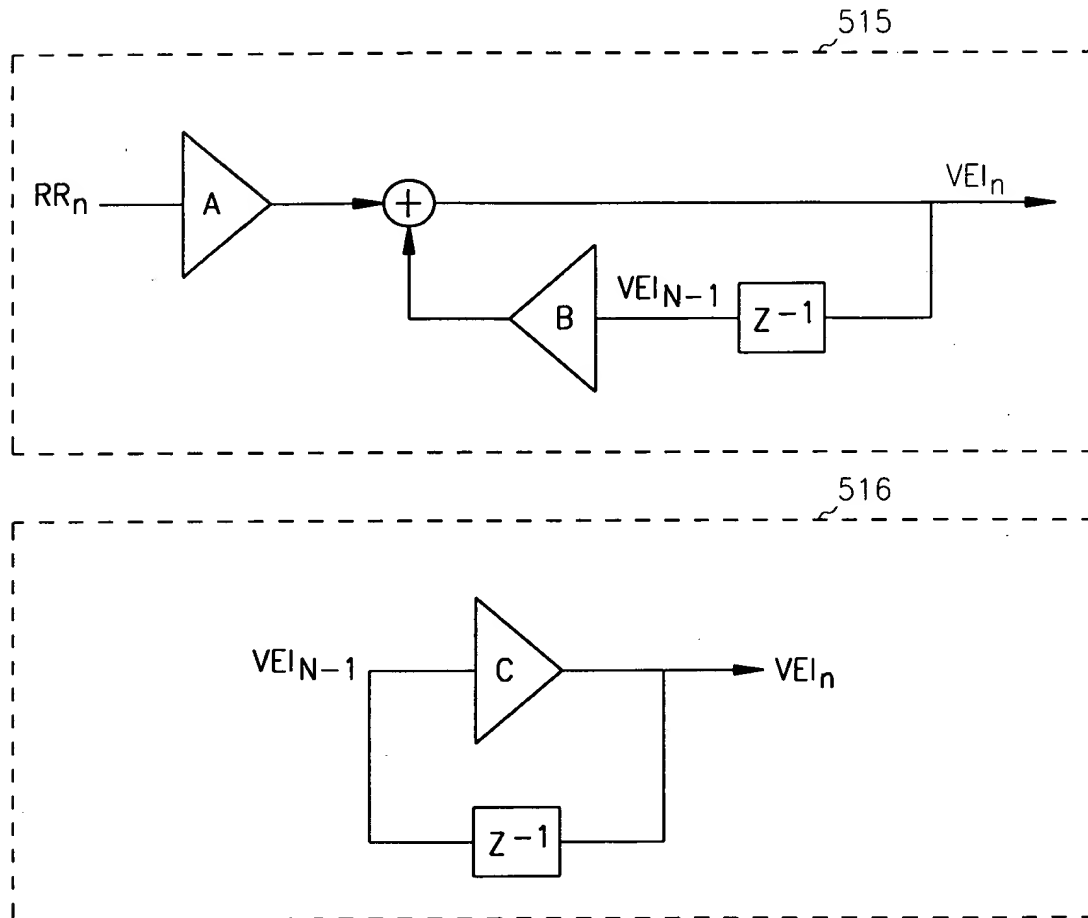 515
RRn A + VEIn
B VEIN-1 Z-1
516
VEIN-1 C VEIn
Z-1